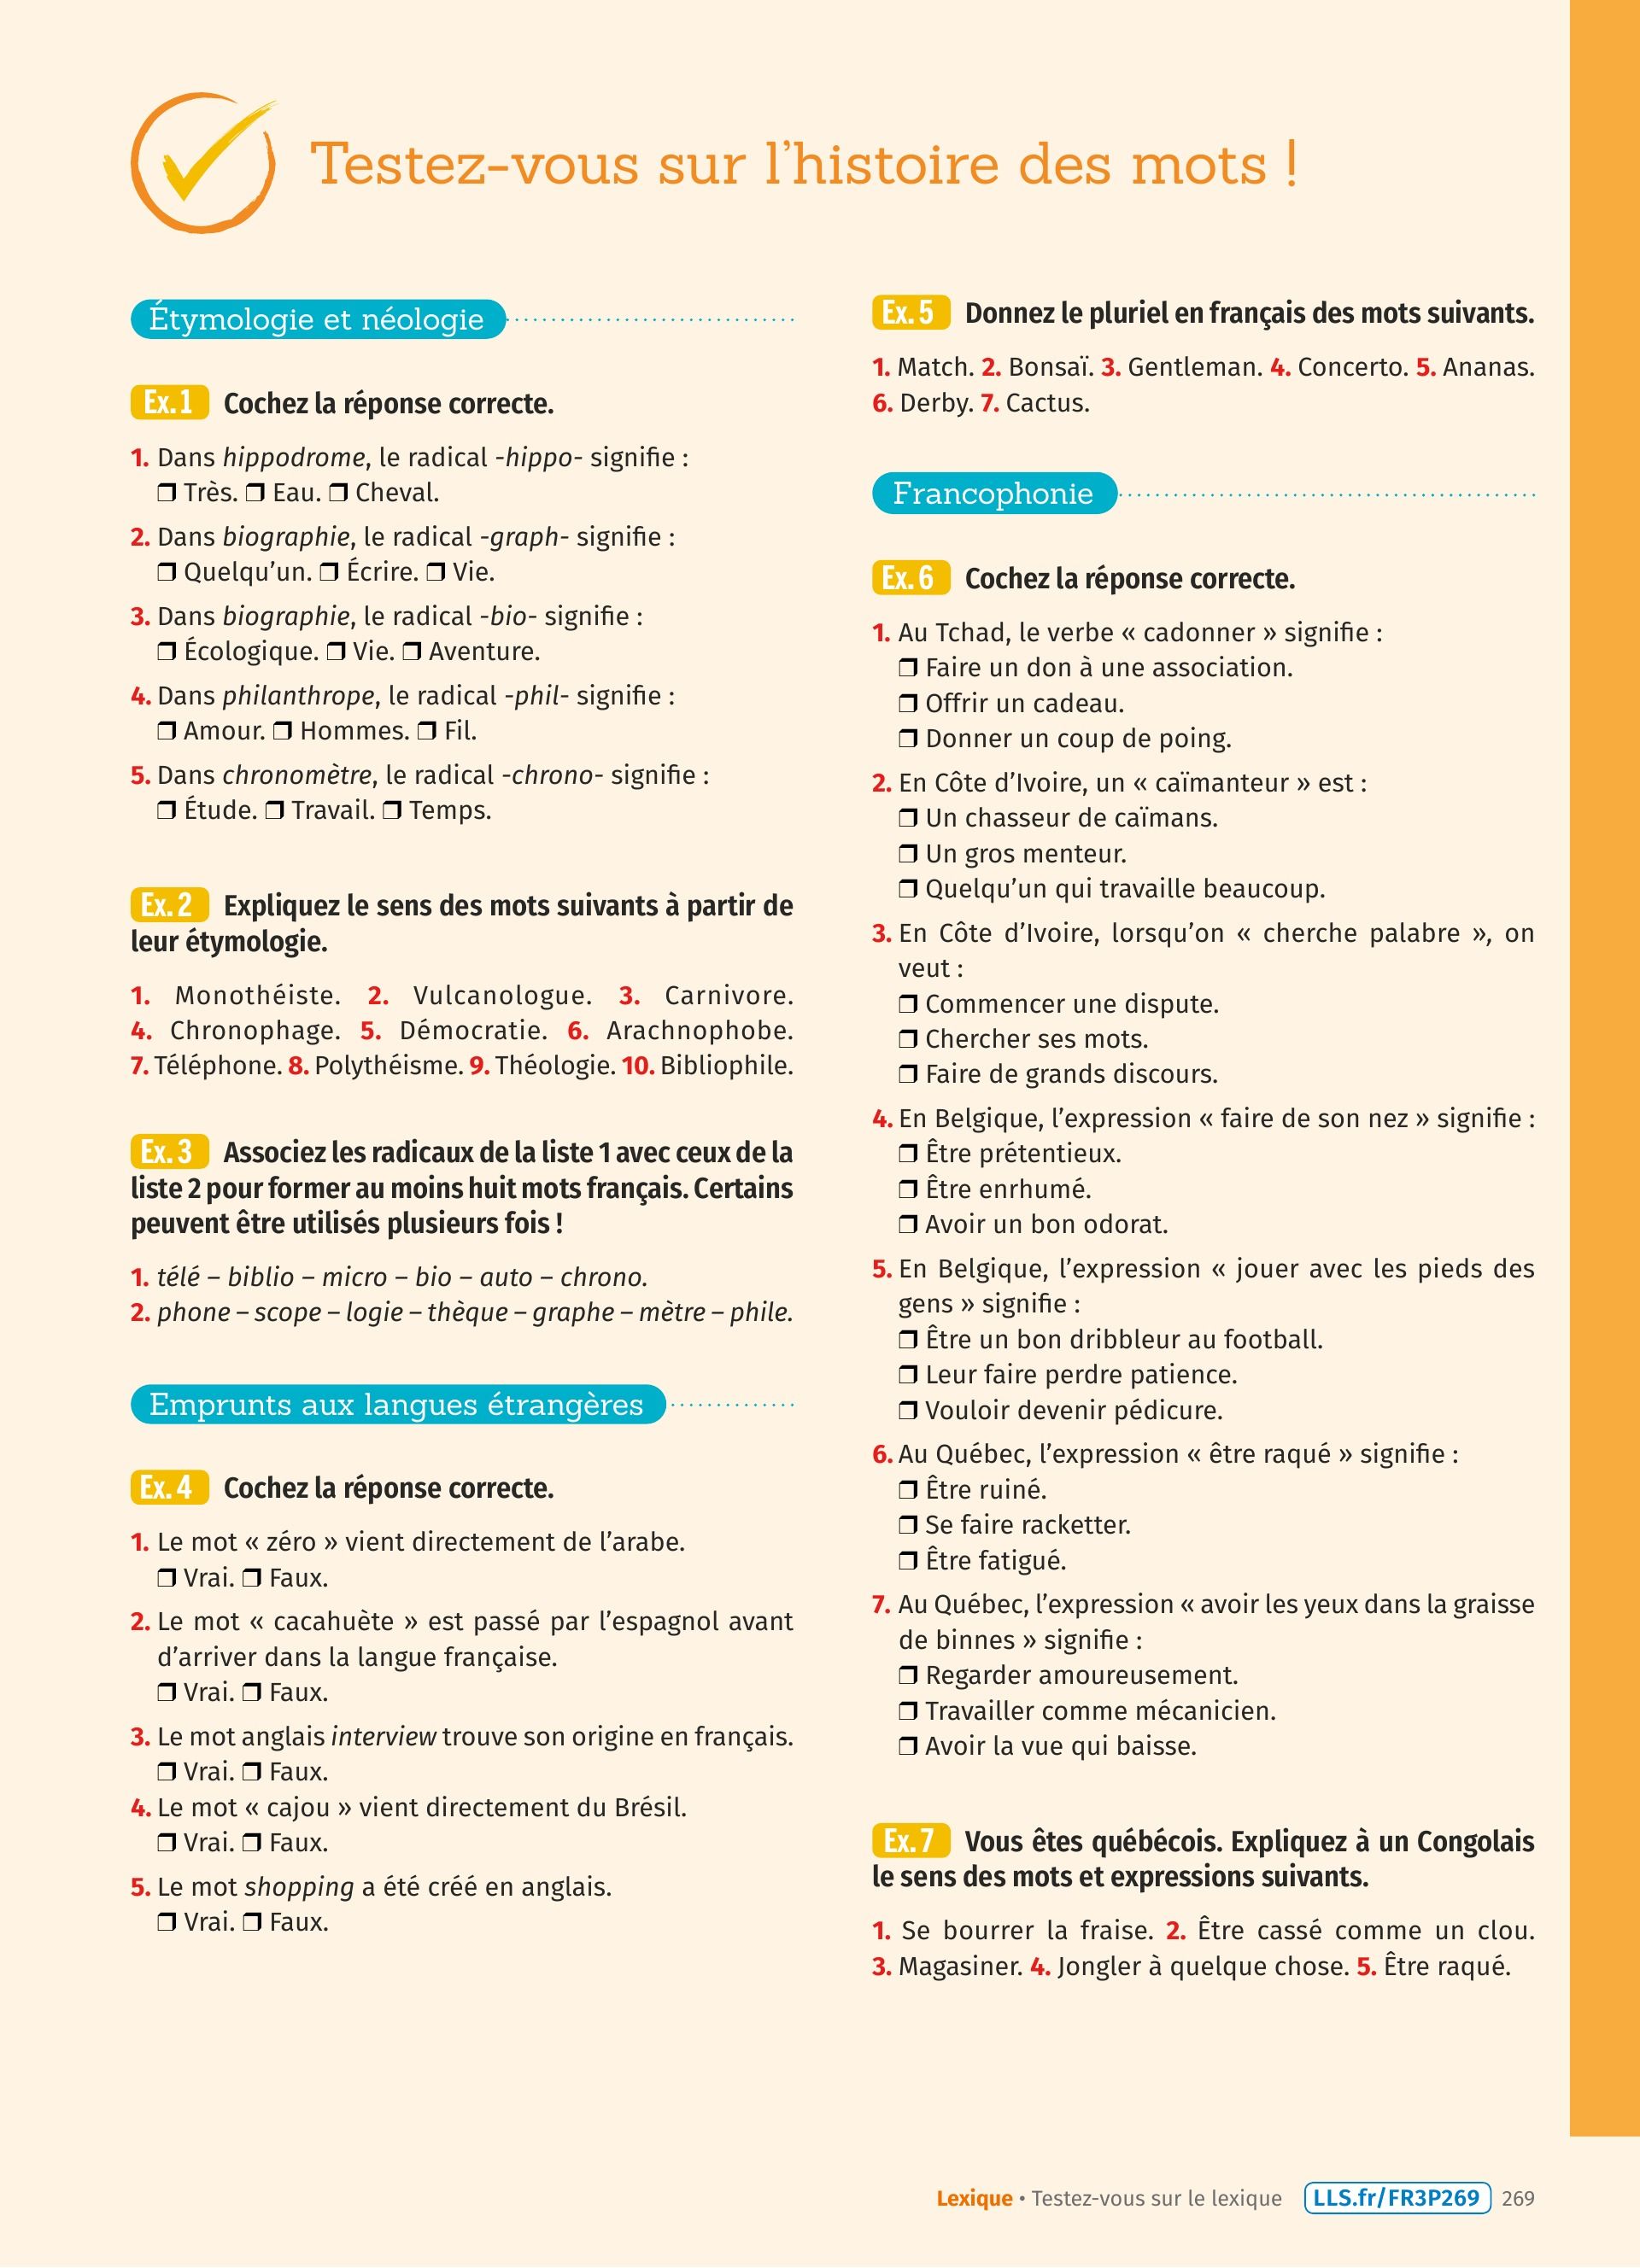 Testez-vous sur l'histoire des mots !
Étymologie et néologie
Ex. 1 Cochez la réponse correcte.
1. Dans hippodrome, le radical -hippo- signifie :
❒ Très. ❒ Eau. ❒ Cheval.
2. Dans biographie, le radical -graph- signifie :
❒ Quelqu'un. ❒ Écrire. ❒ Vie.
3. Dans biographie, le radical -bio- signifie :
❒ Écologique. ❒ Vie. ❒ Aventure.
4. Dans philanthrope, le radical -phil- signifie :
❒ Amour. ❒ Hommes. ❒ Fil.
5. Dans chronomètre, le radical -chrono- signifie :
❒ Étude. ❒ Travail. ❒ Temps.
Ex. 2 Expliquez le sens des mots suivants à partir de
leur étymologie.
1. Monothéiste. 2. Vulcanologue. 3. Carnivore.
4. Chronophage. 5. Démocratie. 6. Arachnophobe.
7. Téléphone. 8. Polythéisme. 9. Théologie. 10. Bibliophile.
Ex. 3 Associez les radicaux de la liste 1 avec ceux de la
liste 2 pour former au moins huit mots français. Certains
peuvent être utilisés plusieurs fois !
1. télé – biblio – micro – bio – auto – chrono.
2. phone – scope – logie – thèque – graphe – mètre – phile.
Emprunts aux langues étrangères
Ex. 4 Cochez la réponse correcte.
1. Le mot « zéro » vient directement de l'arabe.
❒ Vrai. ❒ Faux.
2. Le mot « cacahuète » est passé par l'espagnol avant
d'arriver dans la langue française.
❒ Vrai. ❒ Faux.
3. Le mot anglais interview trouve son origine en français.
❒ Vrai. ❒ Faux.
4. Le mot « cajou » vient directement du Brésil.
❒ Vrai. ❒ Faux.
5. Le mot shopping a été créé en anglais.
❒ Vrai. ❒ Faux.
Ex. 5 Donnez le pluriel en français des mots suivants.
1. Match. 2. Bonsaï. 3. Gentleman. 4. Concerto. 5. Ananas.
6. Derby. 7. Cactus.
Francophonie
Ex. 6 Cochez la réponse correcte.
1. Au Tchad, le verbe « cadonner » signifie :
❒ Faire un don à une association.
❒ Offrir un cadeau.
❒ Donner un coup de poing.
2. En Côte d'Ivoire, un « caïmanteur » est :
❒ Un chasseur de caïmans.
❒ Un gros menteur.
❒ Quelqu'un qui travaille beaucoup.
3. En Côte d'Ivoire, lorsqu'on « cherche palabre », on
veut :
❒ Commencer une dispute.
❒ Chercher ses mots.
❒ Faire de grands discours.
4. En Belgique, l'expression « faire de son nez » signifie :
❒ Être prétentieux.
❒ Être enrhumé.
❒ Avoir un bon odorat.
5. En Belgique, l'expression « jouer avec les pieds des
gens » signifie :
❒ Être un bon dribbleur au football.
❒ Leur faire perdre patience.
❒ Vouloir devenir pédicure.
6. Au Québec, l'expression « être raqué » signifie :
❒ Être ruiné.
❒ Se faire racketter.
❒ Être fatigué.
7. Au Québec, l'expression « avoir les yeux dans la graisse
de binnes » signifie :
❒ Regarder amoureusement.
❒ Travailler comme mécanicien.
❒ Avoir la vue qui baisse.
Ex. 7 Vous êtes québécois. Expliquez à un Congolais
le sens des mots et expressions suivants.
1. Se bourrer la fraise. 2. Être cassé comme un clou.
3. Magasiner. 4. Jongler à quelque chose. 5. Être raqué.
Lexique • Testez-vous sur le lexique LLS.fr/FR3P269 269